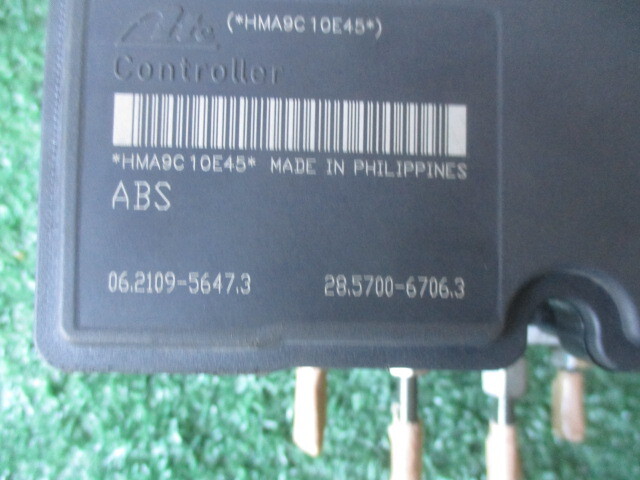 Ate (*HMA9C10E45*)
Controller
*HMA9C10E45* MADE IN PHILIPPINES
ABS
06.2109-5647.3 28.5700-6706.3